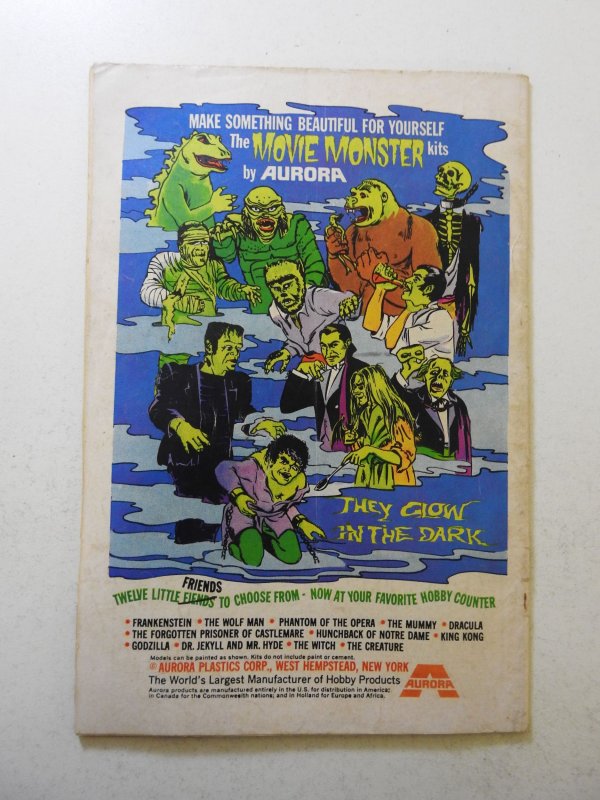 MAKE SOMETHING BEAUTIFUL FOR YOURSELF
The MOVIE MONSTER kits
by AURORA
THEY GLOW
IN THE DARK
FRIENDS
TWELVE LITTLE FIENDS TO CHOOSE FROM - NOW AT YOUR FAVORITE HOBBY COUNTER
• FRANKENSTEIN • THE WOLF MAN • PHANTOM OF THE OPERA • THE MUMMY • DRACULA
• THE FORGOTTEN PRISONER OF CASTLEMARE • HUNCHBACK OF NOTRE DAME • KING KONG
• GODZILLA • DR. JEKYLL AND MR. HYDE • THE WITCH • THE CREATURE
Models can be painted as shown. Kits do not include paint or cement.
© AURORA PLASTICS CORP., WEST HEMPSTEAD, NEW YORK
The World's Largest Manufacturer of Hobby Products
Aurora products are manufactured entirely in the U.S. for distribution in America;
in Canada for the Commonwealth nations; and in Holland for Europe and Africa.
AURORA